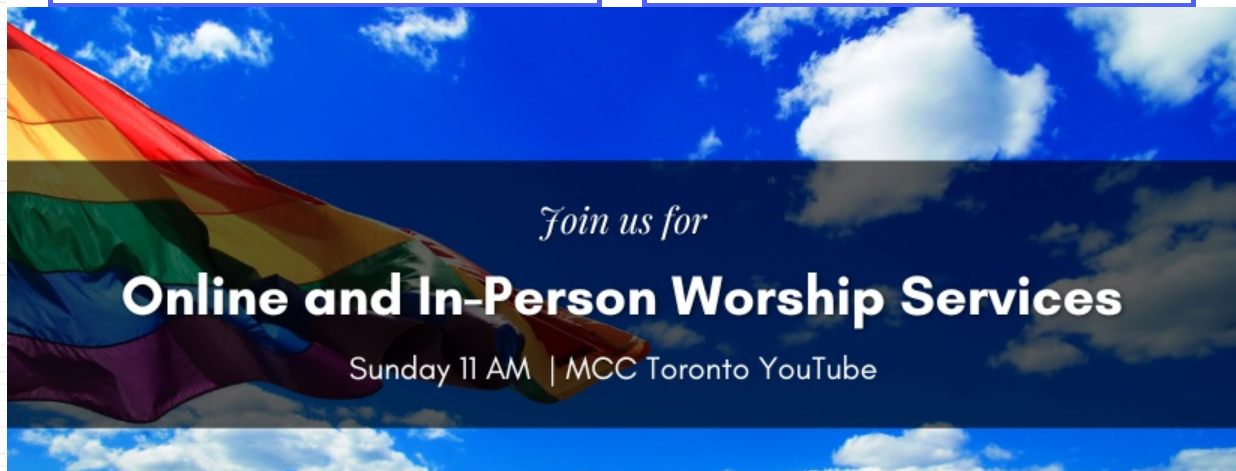 Join us for
Online and In-Person Worship Services
Sunday 11 AM | MCC Toronto YouTube